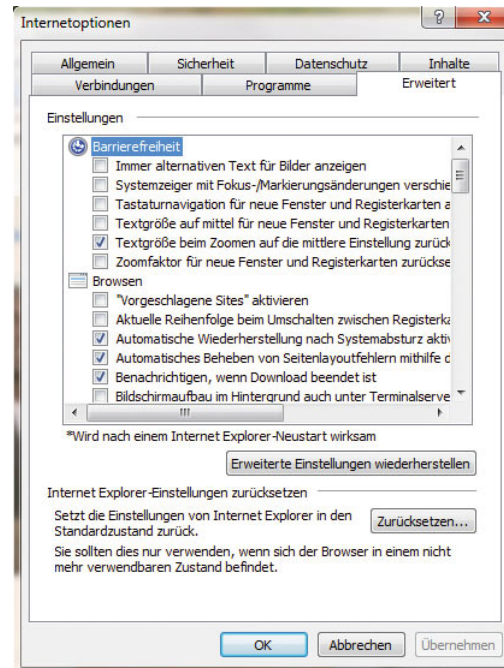 Internetoptionen
Allgemein Sicherheit Datenschutz Inhalte
Verbindungen Programme Erweitert
Einstellungen
Barrierefreiheit
Immer alternativen Text für Bilder anzeigen
Systemzeiger mit Fokus-/Markierungsänderungen verschie
Tastaturnavigation für neue Fenster und Registerkarten a
Textgröße auf mittel für neue Fenster und Registerkarten
Textgröße beim Zoomen auf die mittlere Einstellung zurück
Zoomfaktor für neue Fenster und Registerkarten zurückse
Browsen
"Vorgeschlagene Sites" aktivieren
Aktuelle Reihenfolge beim Umschalten zwischen Registerka
Automatische Wiederherstellung nach Systemabsturz aktiv
Automatisches Beheben von Seitenlayoutfehlern mithilfe d
Benachrichtigen, wenn Download beendet ist
Bildschirmaufbau im Hintergrund auch unter Terminalserve
*Wird nach einem Internet Explorer-Neustart wirksam
Erweiterte Einstellungen wiederherstellen
Internet Explorer-Einstellungen zurücksetzen
Setzt die Einstellungen von Internet Explorer in den
Standardzustand zurück.
Zurücksetzen...
Sie sollten dies nur verwenden, wenn sich der Browser in einem nicht
mehr verwendbaren Zustand befindet.
OK Abbrechen Übernehmen